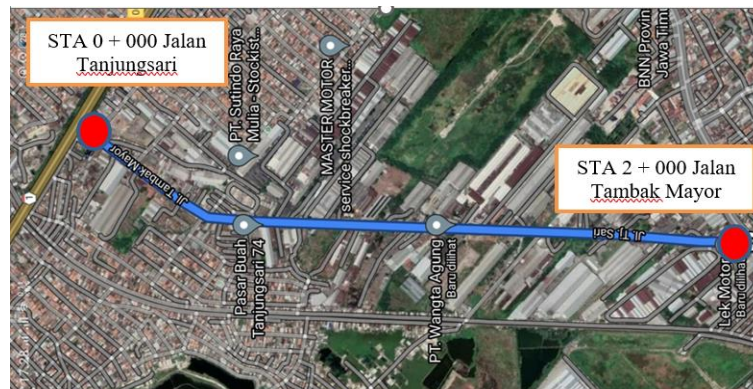 STA 0 + 000 Jalan
Tanjungsari
PT. Sutindo Raya
Mulia - Stockist...
MASTER MOTOR
service shockbreaker...
BNN Provin
Jawa Timu
STA 2 + 000 Jalan
Tambak Mayor
Jl. Tambak Mayor
Pasar Buah
Tanjungsari 74
PT. Wangta Agung
Baru dilihat
Jl. Tj. Sari
Lek Motor
Baru dilihat
1